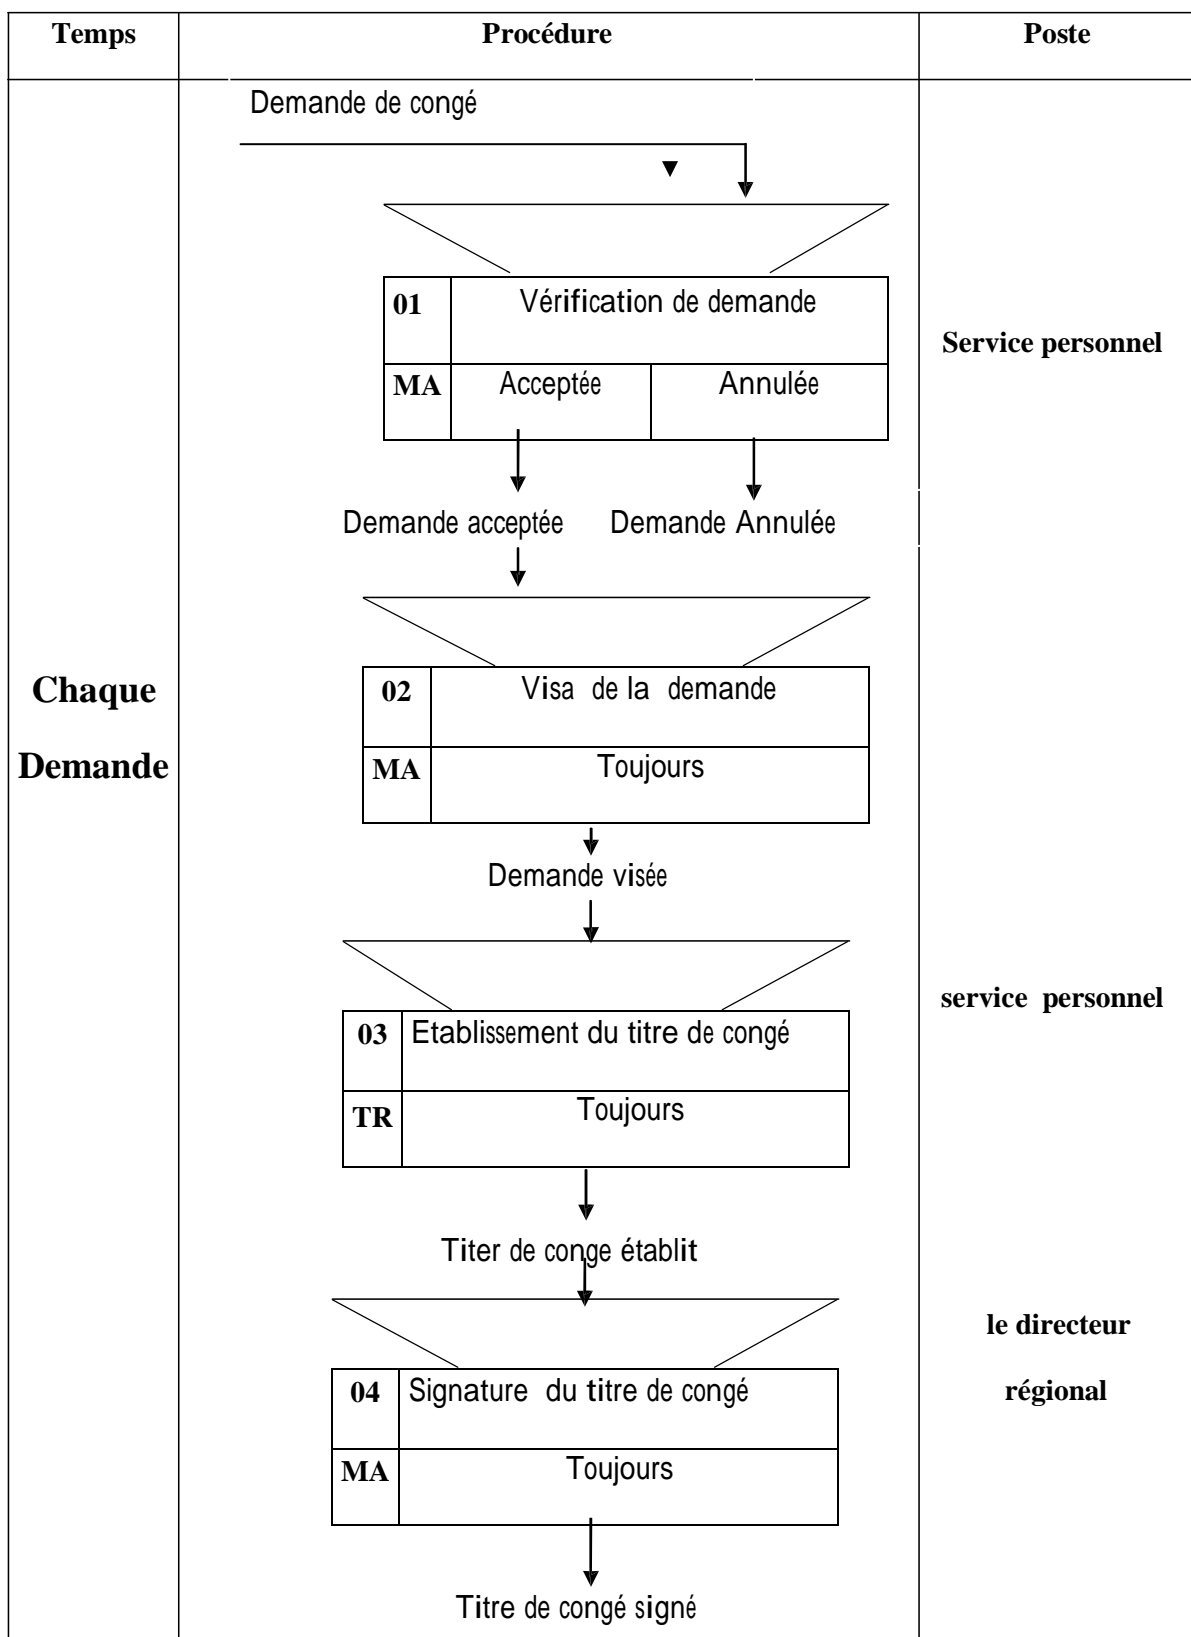 Temps
Procédure
Poste
Demande de congé
01
Vérification de demande
Service personnel
MA
Acceptée
Annulée
Demande acceptée
Demande Annulée
Chaque
Demande
02
Visa de la demande
MA
Toujours
Demande visée
service personnel
03
Etablissement du titre de congé
TR
Toujours
Titer de conge établit
le directeur
régional
04
Signature du titre de congé
MA
Toujours
Titre de congé signé